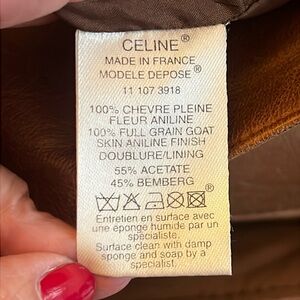 CELINE®
MADE IN FRANCE
MODELE DEPOSE®
11 107 3918
100% CHEVRE PLEINE
FLEUR ANILINE
100% FULL GRAIN GOAT
SKIN ANILINE FINISH
DOUBLURE/LINING
55% ACETATE
45% BEMBERG
®
Entretien en surface avec
une éponge humide par un
spécialiste.
Surface clean with damp
sponge and soap by a
specialist.